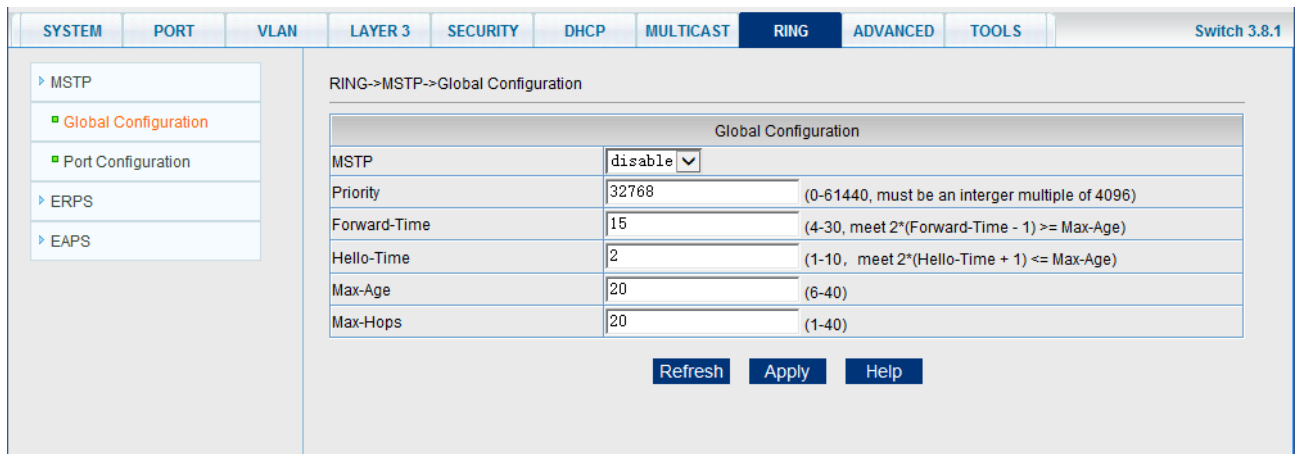 SYSTEM PORT VLAN LAYER 3 SECURITY DHCP MULTICAST RING ADVANCED TOOLS Switch 3.8.1
MSTP
Global Configuration
Port Configuration
ERPS
EAPS
RING->MSTP->Global Configuration
Global Configuration
MSTP disable
Priority 32768 (0-61440, must be an interger multiple of 4096)
Forward-Time 15 (4-30, meet 2*(Forward-Time - 1) >= Max-Age)
Hello-Time 2 (1-10, meet 2*(Hello-Time + 1) <= Max-Age)
Max-Age 20 (6-40)
Max-Hops 20 (1-40)
Refresh Apply Help